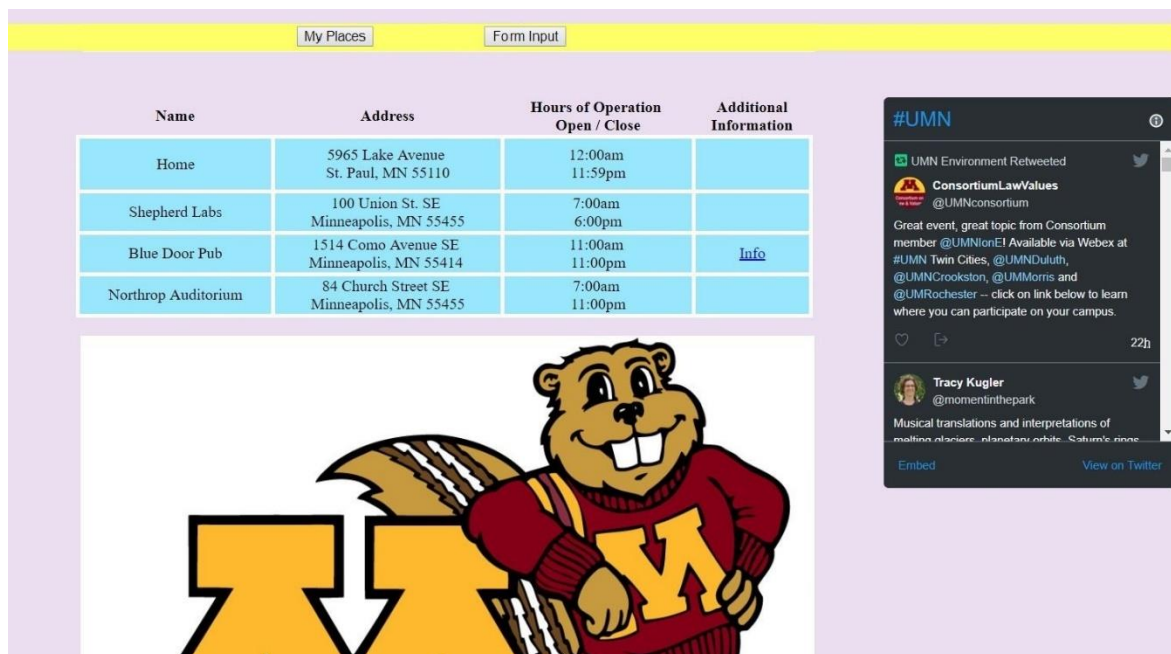 My Places
Form Input
Name
Address
Hours of Operation
Open / Close
Additional
Information
Home
5965 Lake Avenue
St. Paul, MN 55110
12:00am
11:59pm
Shepherd Labs
100 Union St. SE
Minneapolis, MN 55455
7:00am
6:00pm
Blue Door Pub
1514 Como Avenue SE
Minneapolis, MN 55414
11:00am
11:00pm
Info
Northrop Auditorium
84 Church Street SE
Minneapolis, MN 55455
7:00am
11:00pm
M
M
#UMN
UMN Environment Retweeted
ConsortiumLawValues
@UMNconsortium
Great event, great topic from Consortium
member @UMNIonE! Available via Webex at
#UMN Twin Cities, @UMNDuluth,
@UMNCrookston, @UMMorris and
@UMRochester -- click on link below to learn
where you can participate on your campus.
22h
Tracy Kugler
@momentinthepark
Musical translations and interpretations of
melting glaciers, planetary orbits, Saturn's rings
Embed
View on Twitter